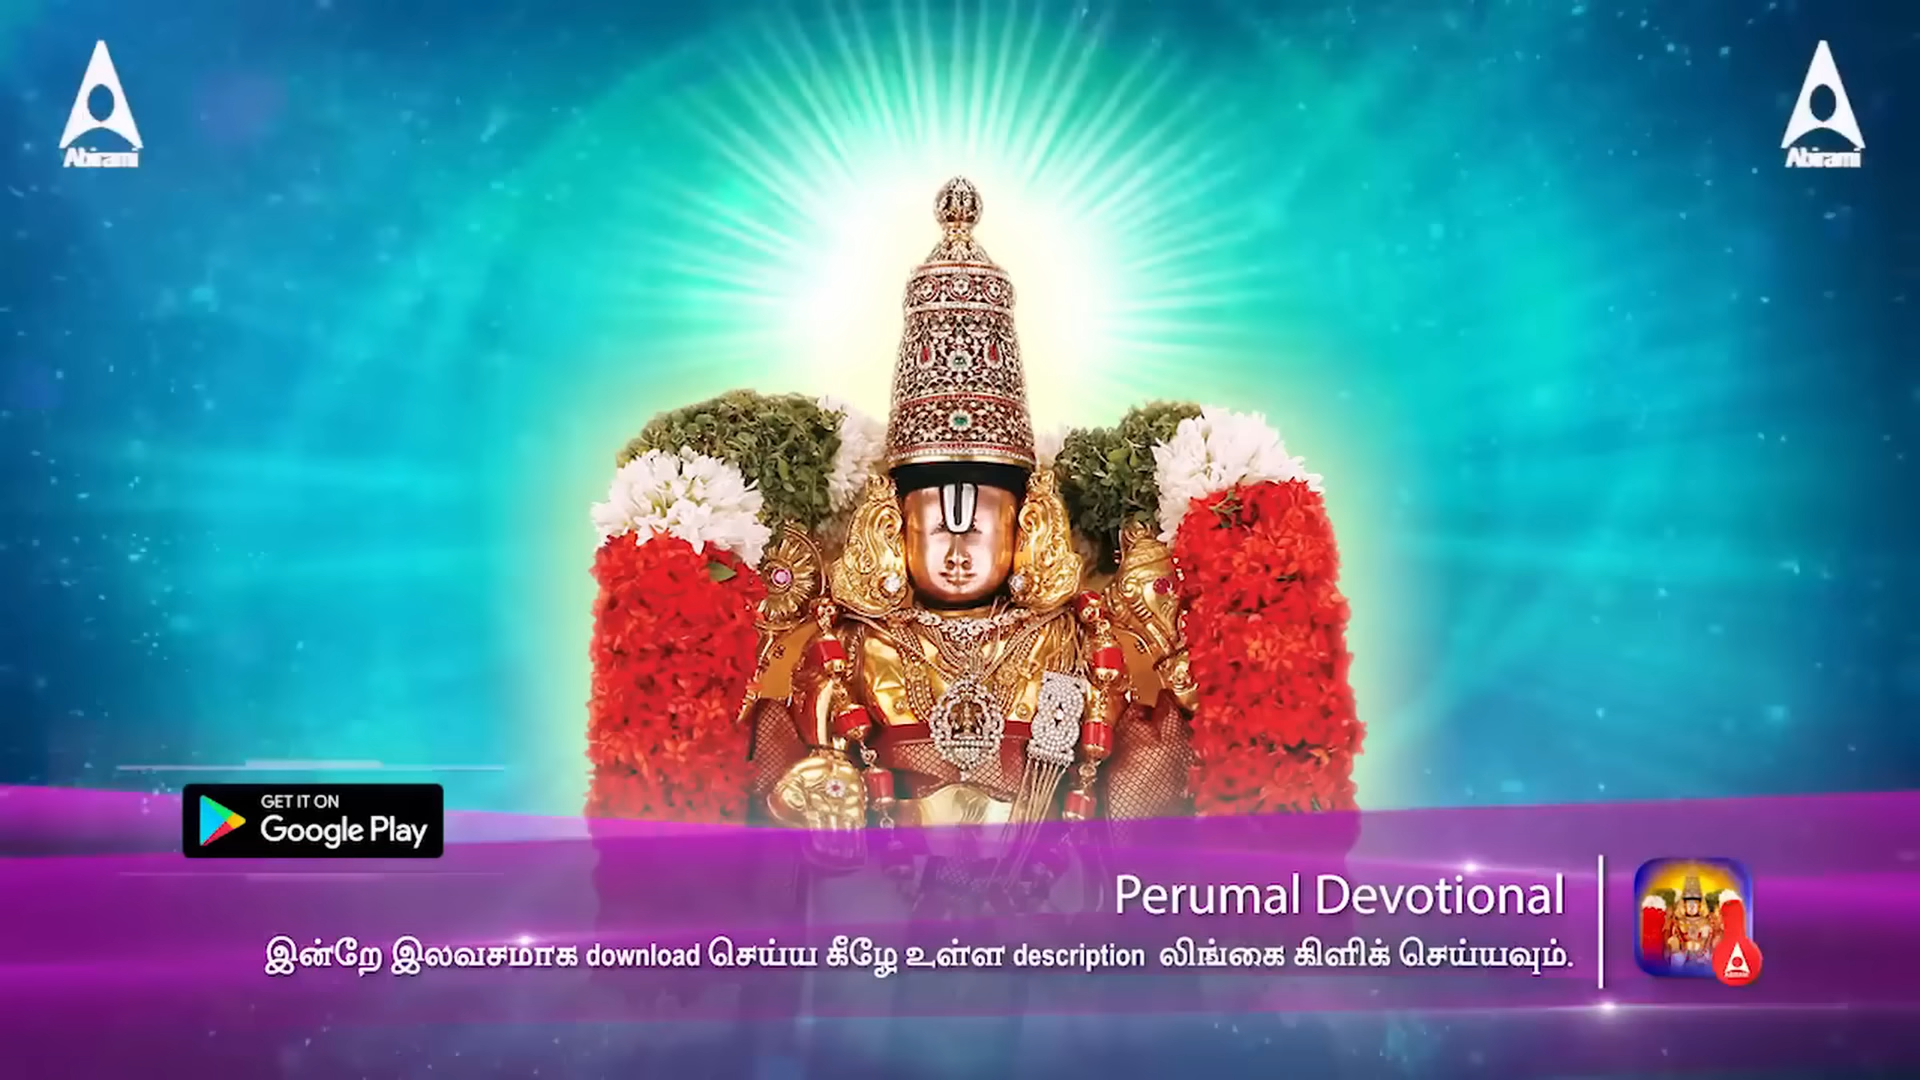 Abirami
Abirami
GET IT ON
Google Play
Perumal Devotional
இன்றே இலவசமாக download செய்ய கீழே உள்ள description லிங்கை கிளிக் செய்யவும்.